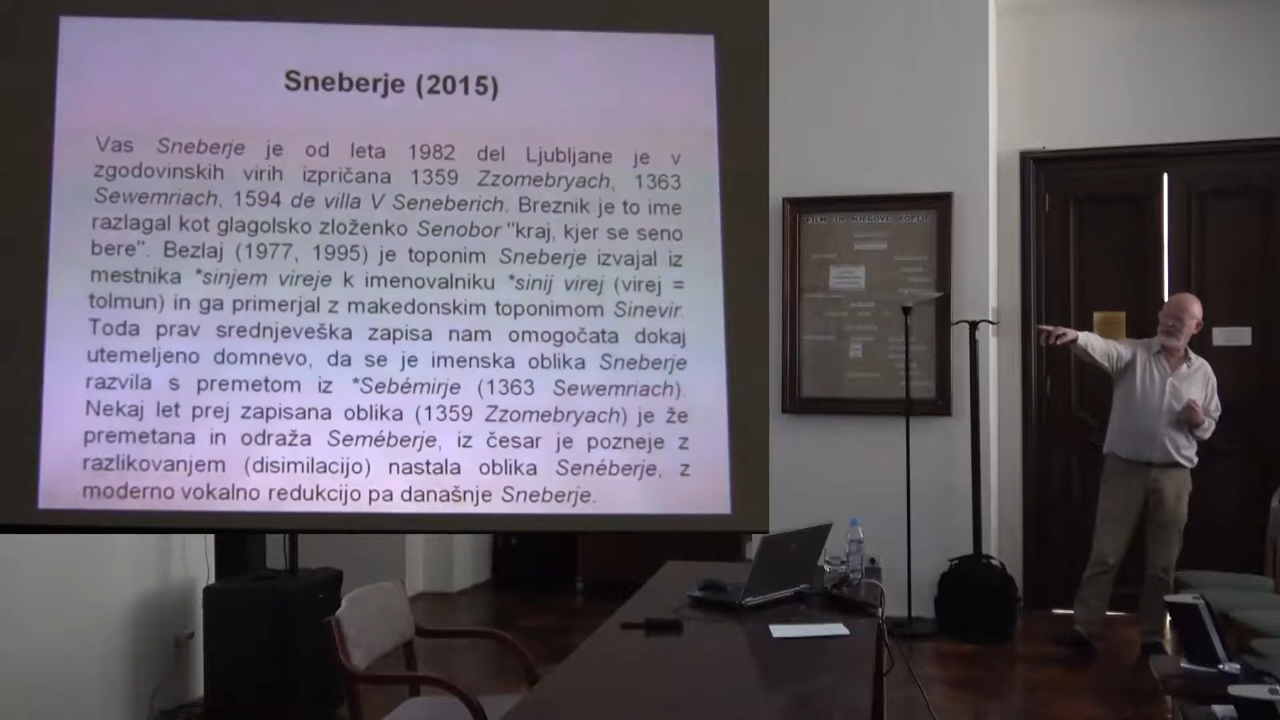 Sneberje (2015)
Vas Sneberje je od leta 1982 del Ljubljane je v
zgodovinskih virih izpričana 1359 Zzomebryach, 1363
Sewemriach, 1594 de villa V Seneberich. Breznik je to ime
razlagal kot glagolsko zloženko Senobor "kraj, kjer se seno
bere". Bezlaj (1977, 1995) je toponim Sneberje izvajal iz
mestnika *sinjem vireje k imenovalniku *sinij virej (virej =
tolmun) in ga primerjal z makedonskim toponimom Sinevir.
Toda prav srednjeveška zapisa nam omogočata dokaj
utemeljeno domnevo, da se je imenska oblika Sneberje
razvila s premetom iz *Sebémirje (1363 Sewemriach).
Nekaj let prej zapisana oblika (1359 Zzomebryach) je že
premetana in odraža Seméberje, iz česar je pozneje z
razlikovanjem (disimilacijo) nastala oblika Senéberje, z
moderno vokalno redukcijo pa današnje Sneberje.
FILM IN NJEGOVE KOPIJE